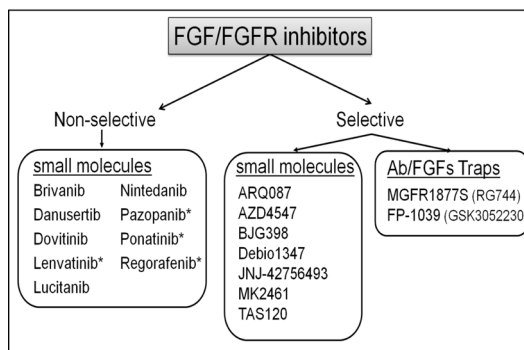 FGF/FGFR inhibitors
Non-selective
Selective
small molecules
Brivanib Nintedanib
Danusertib Pazopanib*
Dovitinib Ponatinib*
Lenvatinib* Regorafenib*
Lucitanib
small molecules
ARQ087
AZD4547
BJG398
Debio1347
JNJ-42756493
MK2461
TAS120
Ab/FGFs Traps
MGFR1877S (RG744)
FP-1039 (GSK3052230